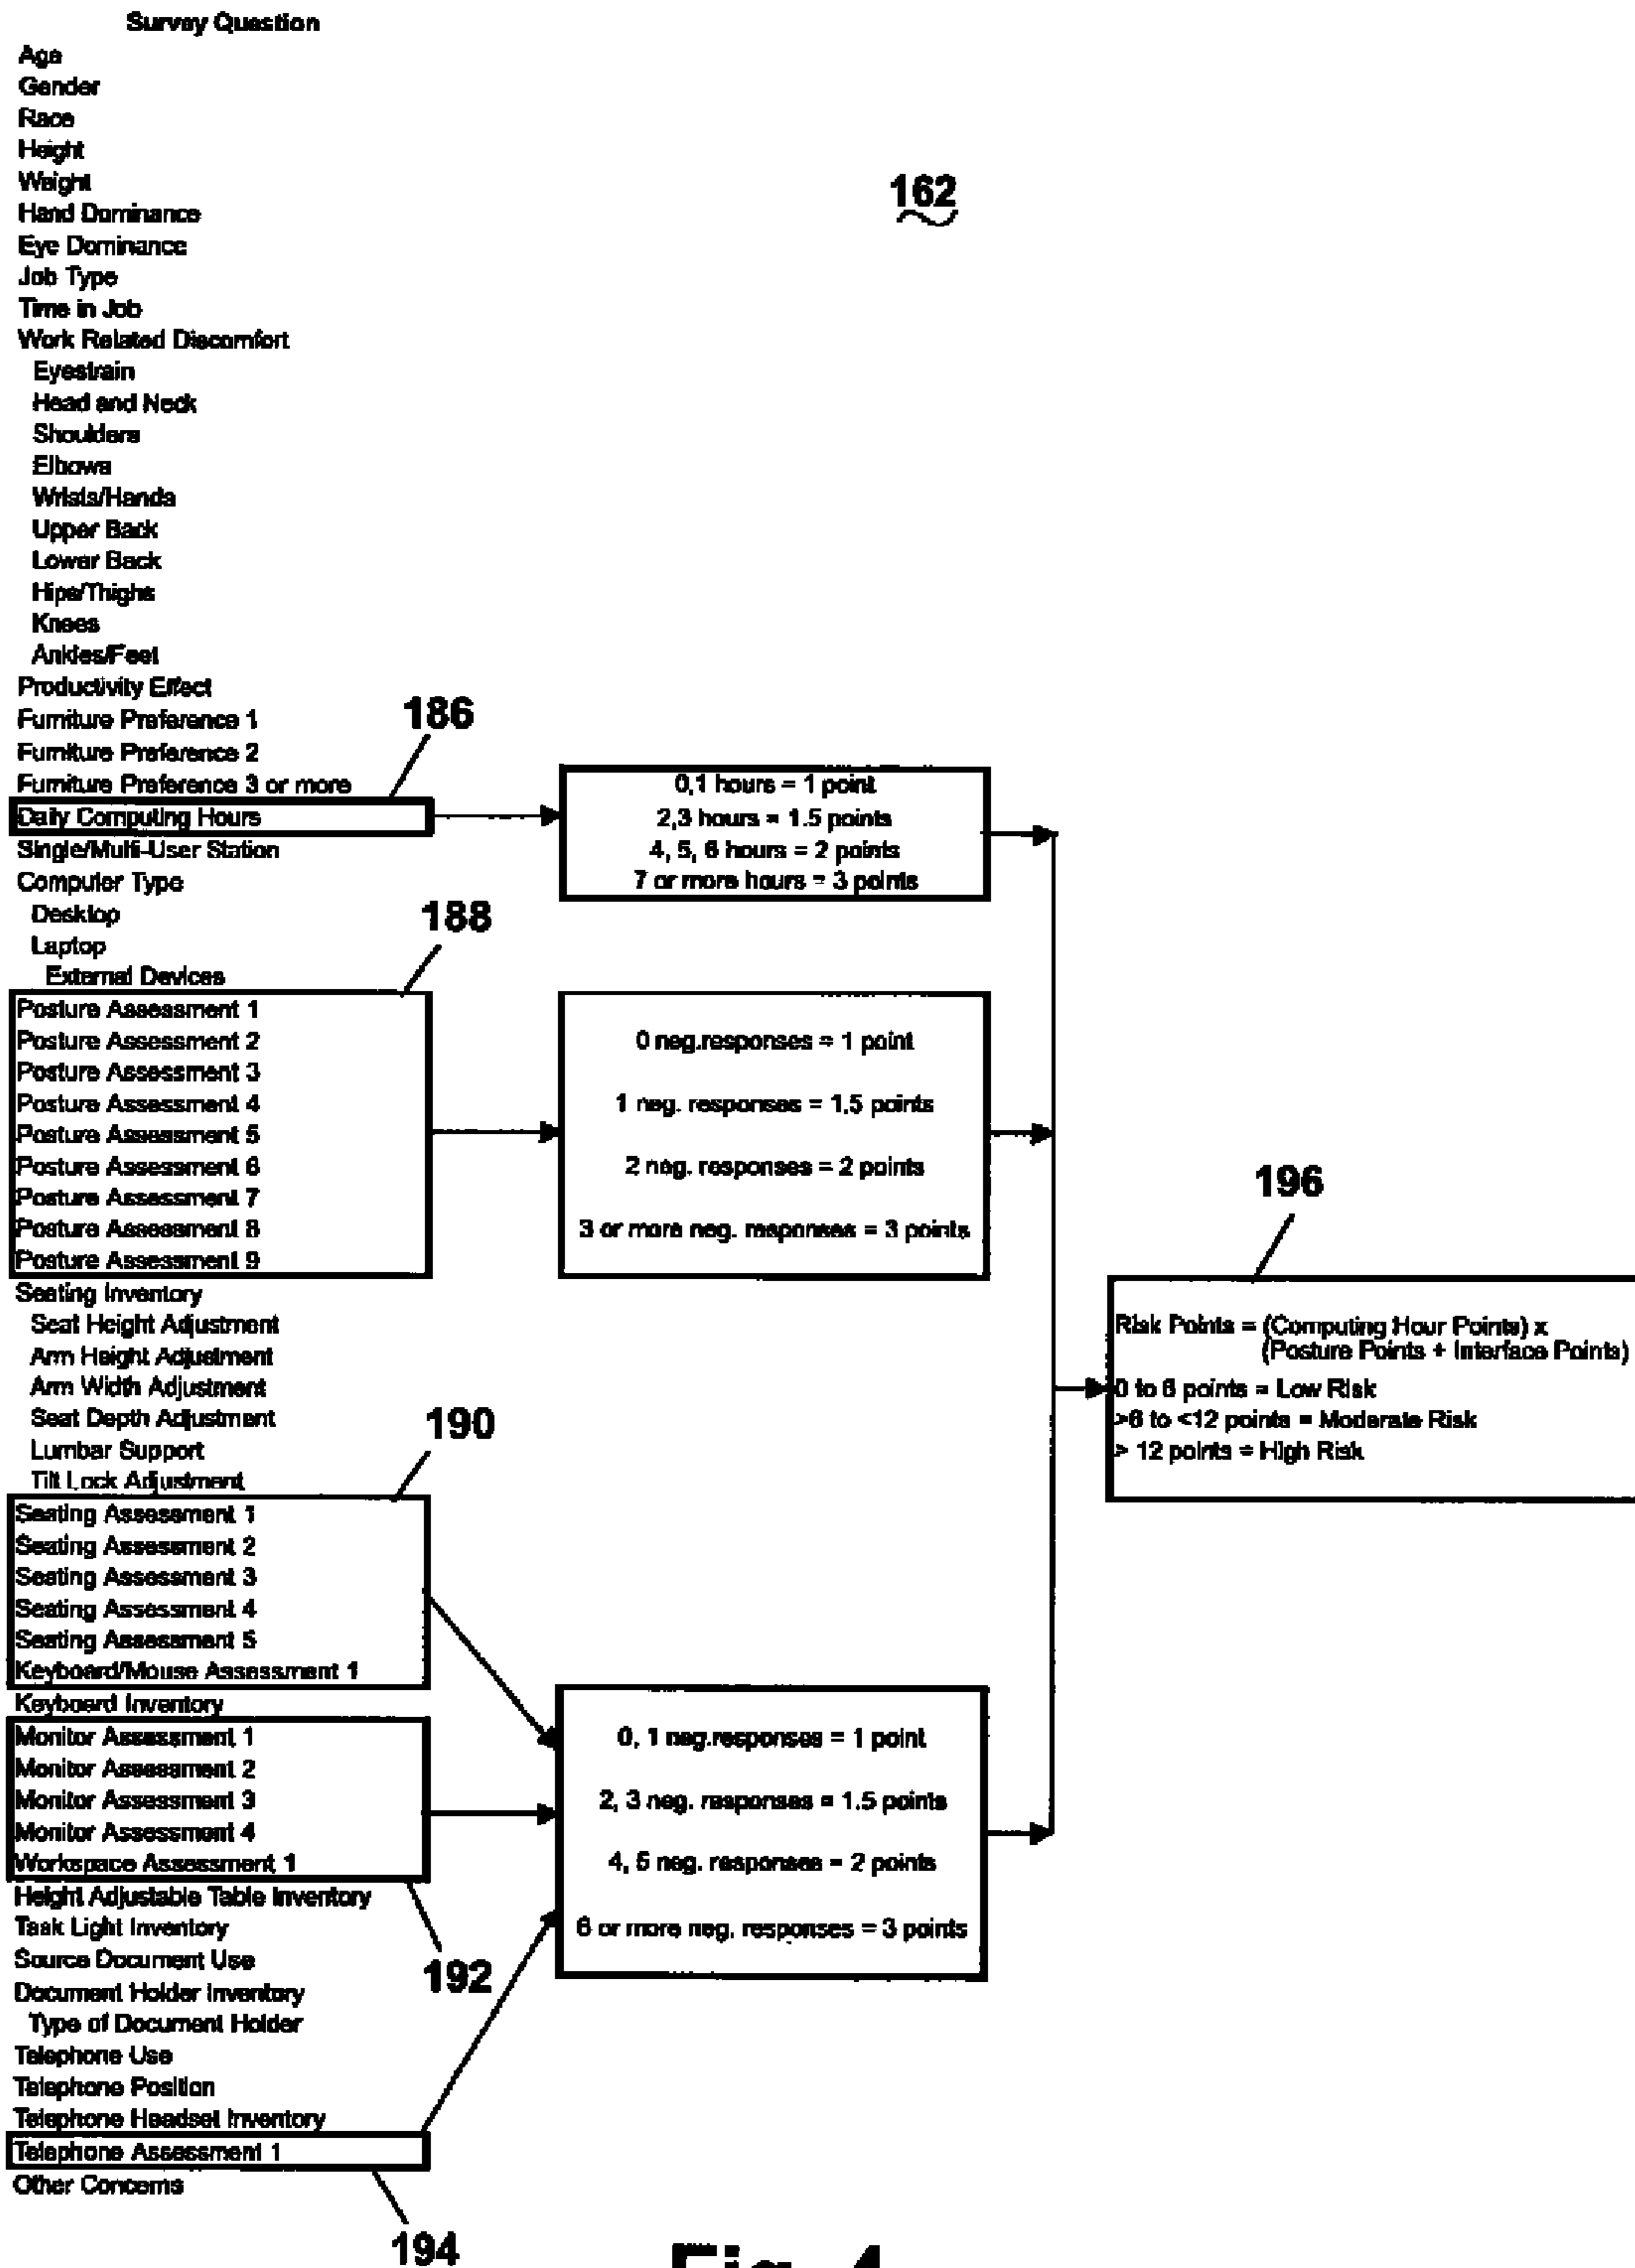 Survey Question
Age
Gender
Race
Height
Weight
162
Hand Dominance
Eye Dominance
Job Type
Time in Job
Work Related Discomfort
Eyestrain
Head and Neck
Shoulders
Elbows
Wrists/Hands
Upper Back
Lower Back
Hips/Thighs
Knees
Ankles/Feet
Productivity Effect
Furniture Preference 1
Furniture Preference 2
Furniture Preference 3 or more
186
Daily Computing Hours
0,1 hours = 1 point
2,3 hours = 1.5 points
4, 5, 6 hours = 2 points
7 or more hours = 3 points
Single/Multi-User Station
Computer Type
Desktop
Laptop
External Devices
188
Posture Assessment 1
Posture Assessment 2
Posture Assessment 3
Posture Assessment 4
Posture Assessment 5
Posture Assessment 6
Posture Assessment 7
Posture Assessment 8
Posture Assessment 9
0 neg.responses = 1 point
1 neg. responses = 1.5 points
2 neg. responses = 2 points
3 or more neg. responses = 3 points
Seating Inventory
Seat Height Adjustment
Arm Height Adjustment
Arm Width Adjustment
Seat Depth Adjustment
Lumbar Support
Tilt Lock Adjustment
190
Seating Assessment 1
Seating Assessment 2
Seating Assessment 3
Seating Assessment 4
Seating Assessment 5
Keyboard/Mouse Assessment 1
Keyboard Inventory
Monitor Assessment 1
Monitor Assessment 2
Monitor Assessment 3
Monitor Assessment 4
Workspace Assessment 1
192
0, 1 neg.responses = 1 point
2, 3 neg. responses = 1.5 points
4, 5 neg. responses = 2 points
6 or more neg. responses = 3 points
Height Adjustable Table Inventory
Task Light Inventory
Source Document Use
Document Holder Inventory
Type of Document Holder
Telephone Use
Telephone Position
Telephone Headset Inventory
Telephone Assessment 1
Other Concerns
194
196
Risk Points = (Computing Hour Points) x
(Posture Points + Interface Points)
0 to 6 points = Low Risk
>6 to <12 points = Moderate Risk
> 12 points = High Risk